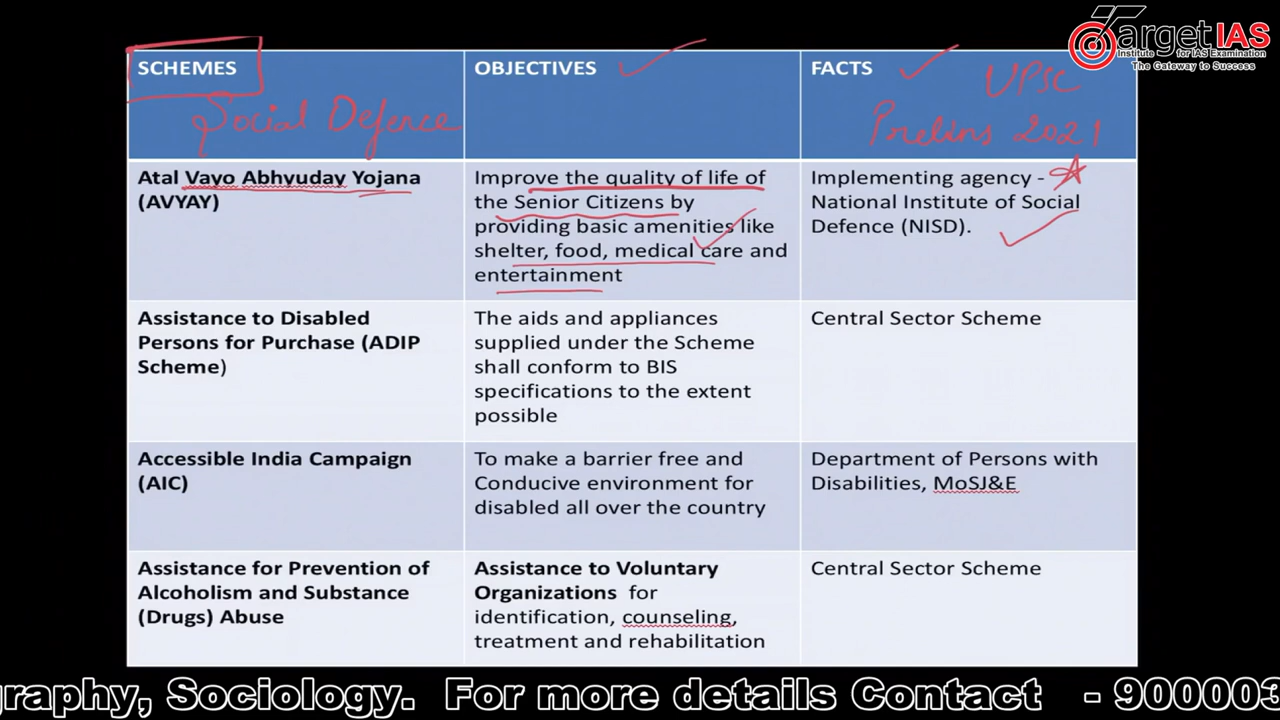 Target IAS
Institute for IAS Examination
The Gateway to Success
SCHEMES
Social Defence
OBJECTIVES
FACTS
UPSC
Prelims 2021
Atal Vayo Abhyuday Yojana
(AVYAY)
Improve the quality of life of
the Senior Citizens by
providing basic amenities like
shelter, food, medical care and
entertainment
Implementing agency -
National Institute of Social
Defence (NISD).
Assistance to Disabled
Persons for Purchase (ADIP
Scheme)
The aids and appliances
supplied under the Scheme
shall conform to BIS
specifications to the extent
possible
Central Sector Scheme
Accessible India Campaign
(AIC)
To make a barrier free and
Conducive environment for
disabled all over the country
Department of Persons with
Disabilities, MoSJ&E
Assistance for Prevention of
Alcoholism and Substance
(Drugs) Abuse
Assistance to Voluntary
Organizations for
identification, counseling,
treatment and rehabilitation
Central Sector Scheme
graphy, Sociology. For more details Contact - 900003